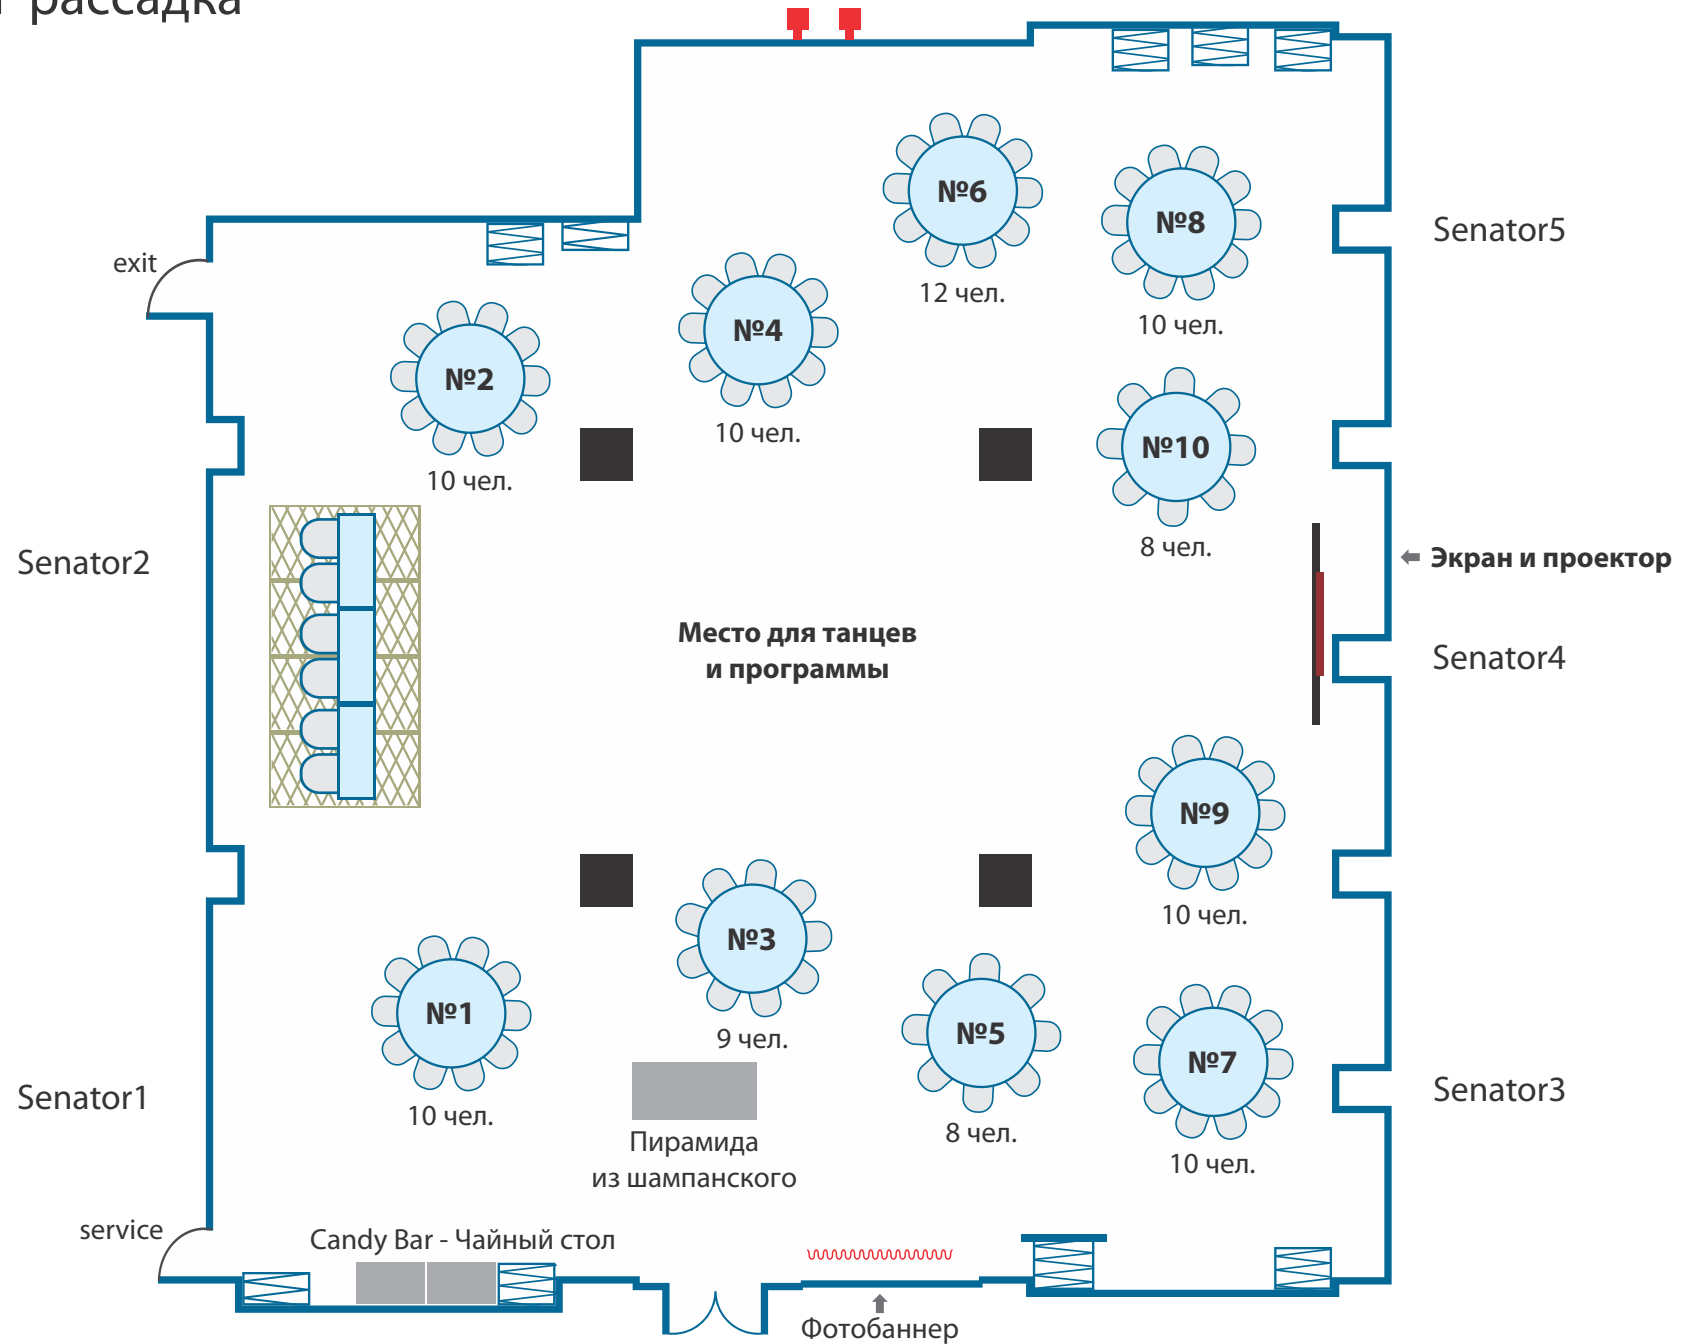 рассадка
№6
№8
Senator5
exit
12 чел.
10 чел.
№4
№2
10 чел.
№10
10 чел.
8 чел.
Senator2
Экран и проектор
Место для танцев
и программы
Senator4
№9
10 чел.
№3
№1
9 чел.
№5
№7
Senator1
10 чел.
8 чел.
Senator3
Пирамида
из шампанского
10 чел.
service
Candy Bar - Чайный стол
Фотобаннер